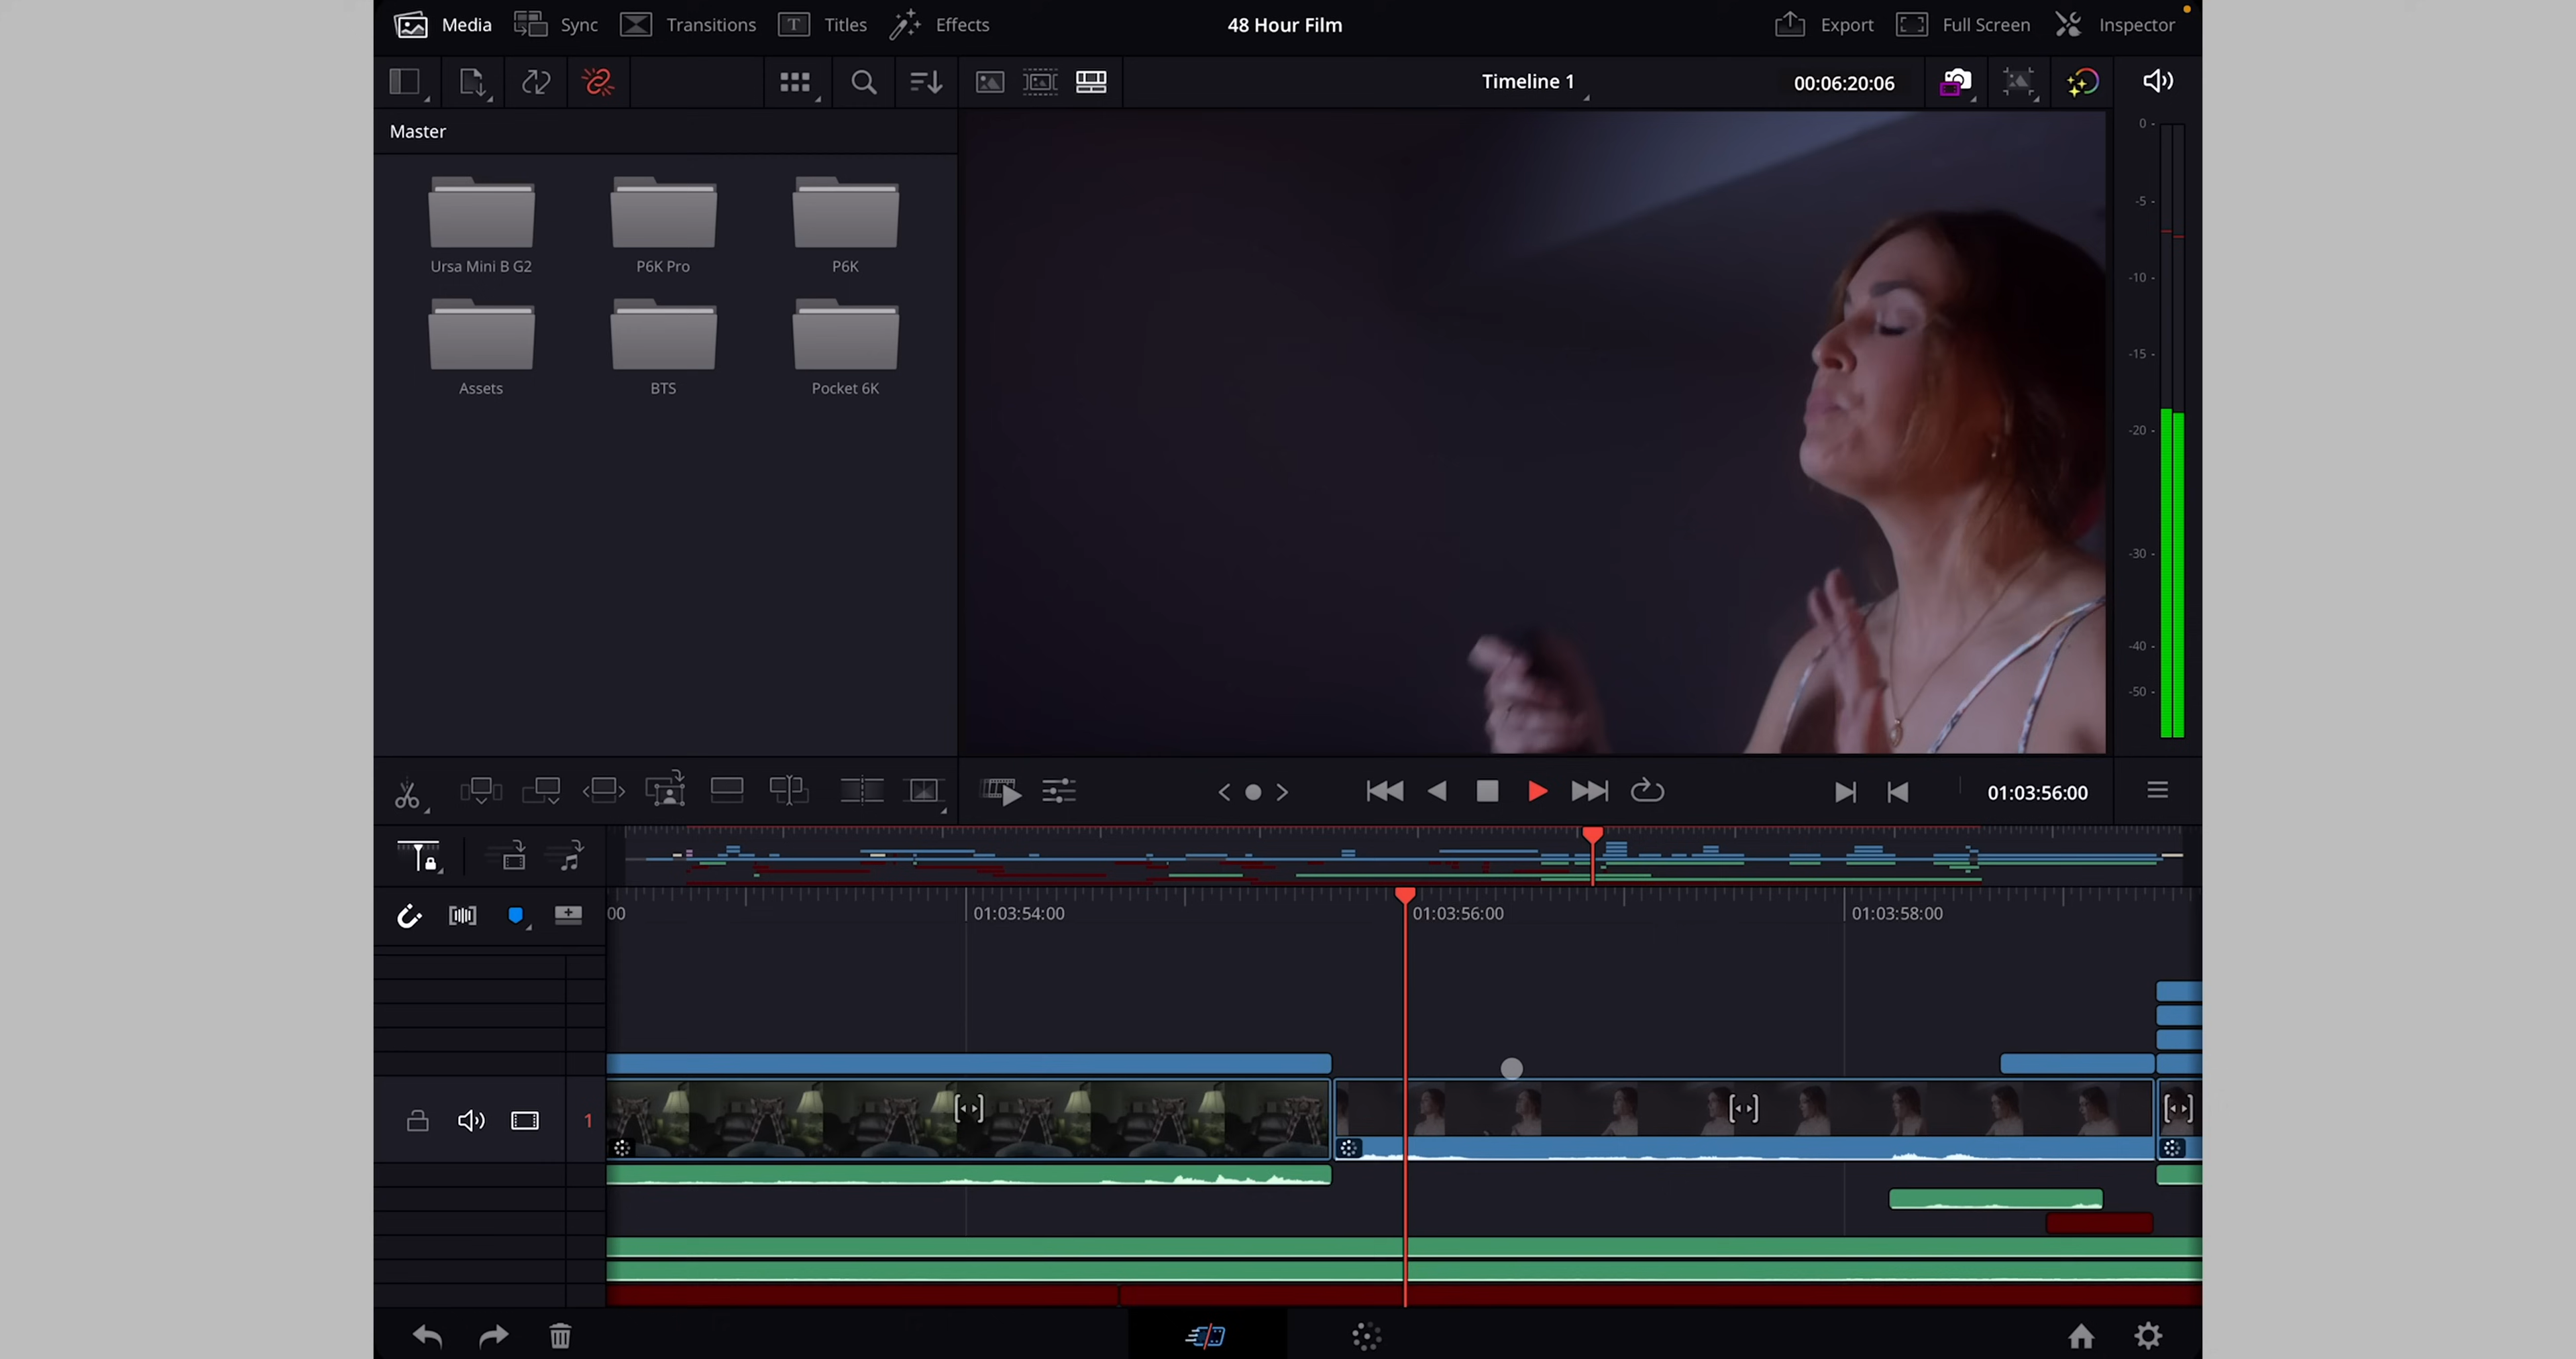 Media Sync Transitions T Titles Effects 48 Hour Film Export Full Screen Inspector
Timeline 1 00:06:20:06
Master
Ursa Mini B G2 P6K Pro P6K
Assets BTS Pocket 6K
0
-5
-10
-15
-20
-30
-40
-50
01:03:56:00
00 01:03:54:00 01:03:56:00 01:03:58:00
1